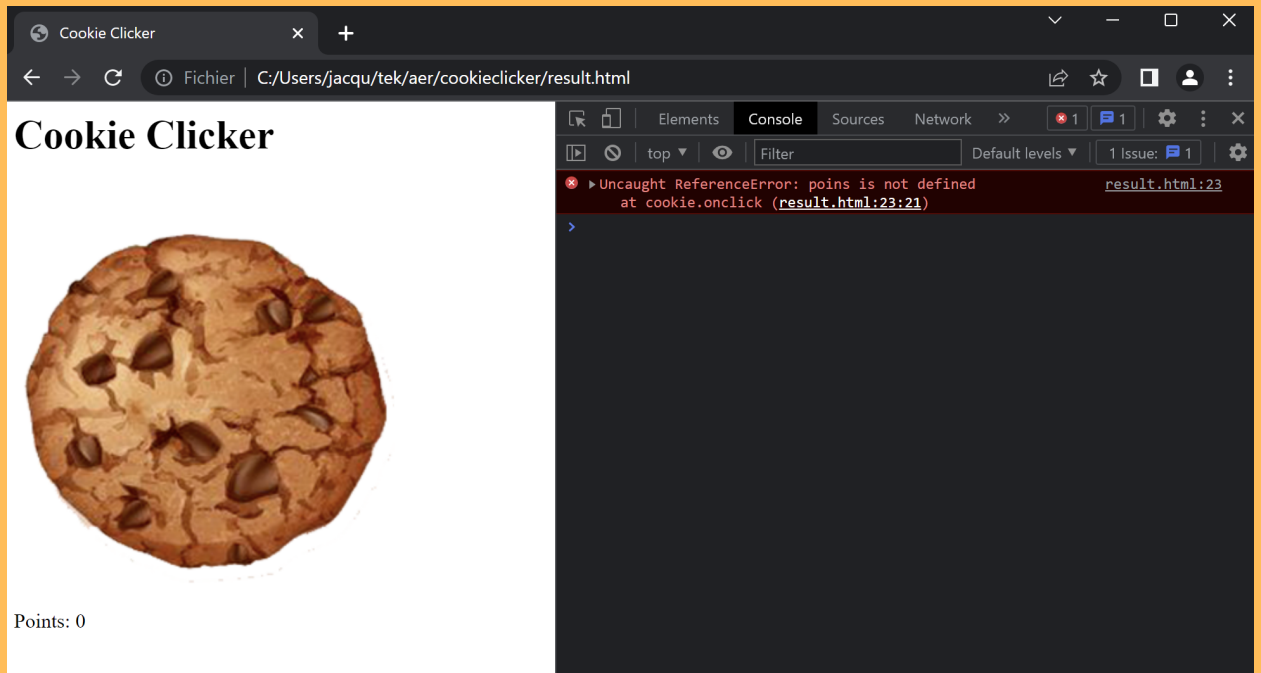 Cookie Clicker
Fichier C:/Users/jacqu/tek/aer/cookieclicker/result.html
Cookie Clicker
Points: 0
Elements Console Sources Network » 1 1
top ▼ Filter Default levels ▼ 1 Issue: 1
Uncaught ReferenceError: poins is not defined result.html:23
at cookie.onclick (result.html:23:21)